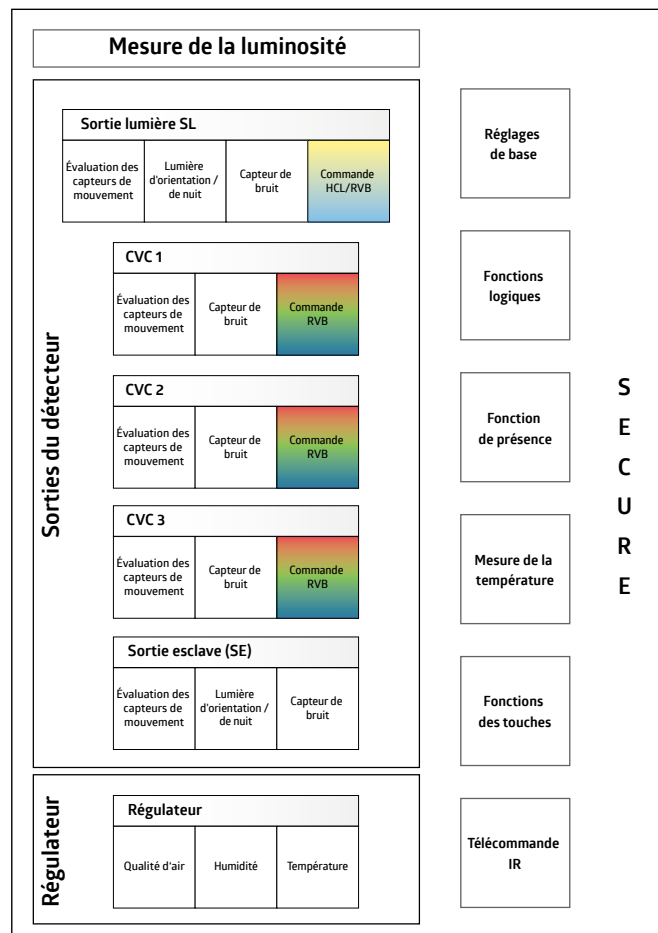 Mesure de la luminosité
Sorties du détecteur
Sortie lumière SL
Évaluation des
capteurs de
mouvement
Lumière
d'orientation /
de nuit
Capteur de
bruit
Commande
HCL/RVB
CVC 1
Évaluation des
capteurs de
mouvement
Capteur de
bruit
Commande
RVB
CVC 2
Évaluation des
capteurs de
mouvement
Capteur de
bruit
Commande
RVB
CVC 3
Évaluation des
capteurs de
mouvement
Capteur de
bruit
Commande
RVB
Sortie esclave (SE)
Évaluation des
capteurs de
mouvement
Lumière
d'orientation /
de nuit
Capteur de
bruit
Régulateur
Régulateur
Qualité d'air
Humidité
Température
Réglages
de base
Fonctions
logiques
Fonction
de présence
Mesure de la
température
Fonctions
des touches
Télécommande
IR
S
E
C
U
R
E